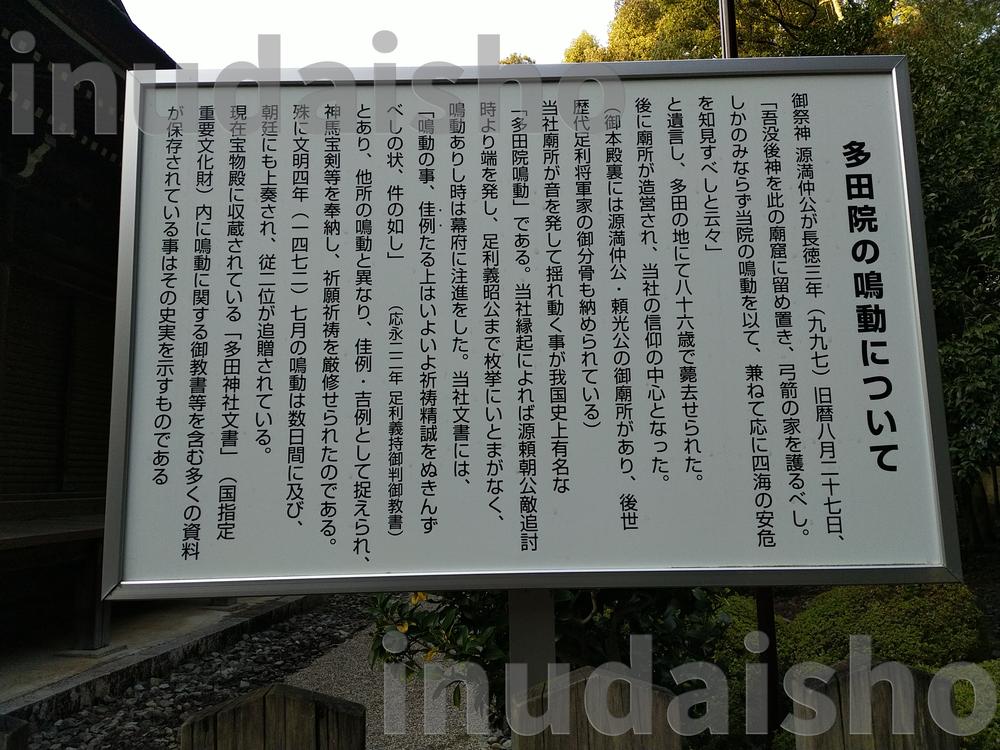 inudaisho
多田院の鳴動について
御祭神 源満仲公が長徳三年(九九七)旧暦八月二十七日、
「吾没後神を此の廟窟に留め置き、弓箭の家を護るべし。
しかのみならず当院の鳴動を以て、兼ねて応に四海の安危
を知見すべしと云々」
と遺言し、多田の地にて八十六歳で薨去せられた。
後に廟所が造営され、当社の信仰の中心となった。
(御本殿裏には源満仲公・頼光公の御廟所があり、後世
歴代足利将軍家の御分骨も納められている)
当社廟所が音を発して揺れ動く事が我国史上有名な
「多田院鳴動」である。当社縁起によれば源頼朝公敵追討
時より端を発し、足利義昭公まで枚挙にいとまがなく、
鳴動ありし時は幕府に注進をした。当社文書には、
「鳴動の事、佳例たる上はいよいよ祈祷精誠をぬきんず
べしの状、件の如し」 (応永二二年 足利義持御判御教書)
とあり、他所の鳴動と異なり、佳例・吉例として捉えられ、
神馬宝剣等を奉納し、祈願祈祷を厳修せられたのである。
殊に文明四年(一四七二)七月の鳴動は数日間に及び、
朝廷にも上奏され、従二位が追贈されている。
現在宝物殿に収蔵されている「多田神社文書」(国指定
重要文化財)内に鳴動に関する御教書等を含む多くの資料
が保存されている事はその史実を示すものである
inudaisho